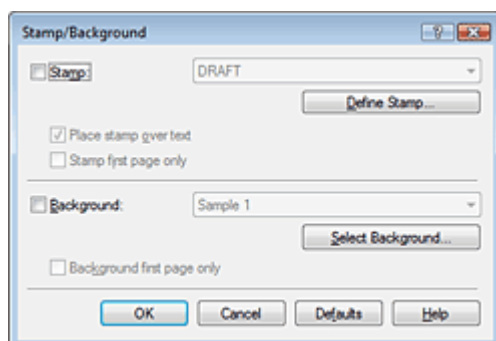 Stamp/Background
Stamp: DRAFT
Define Stamp...
Place stamp over text
Stamp first page only
Background: Sample 1
Select Background...
Background first page only
OK Cancel Defaults Help